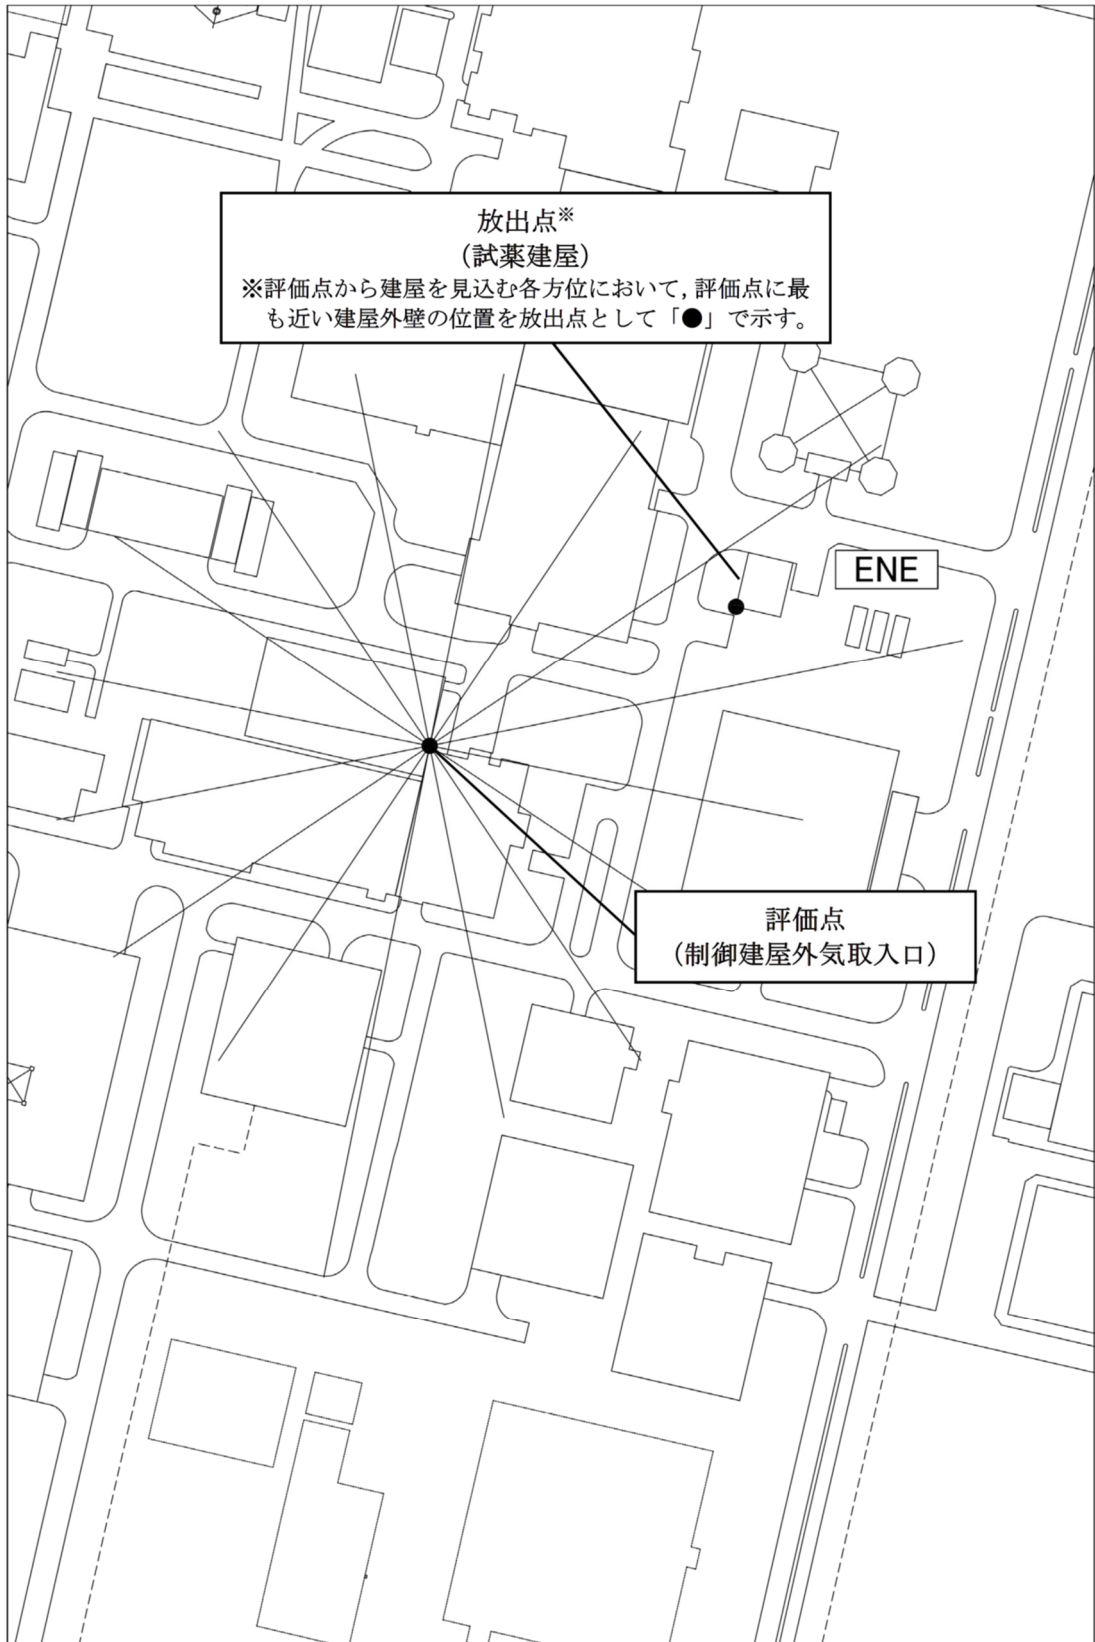 放出点※
(試薬建屋)
※評価点から建屋を見込む各方位において,評価点に最
も近い建屋外壁の位置を放出点として「●」で示す。
ENE
評価点
(制御建屋外気取入口)